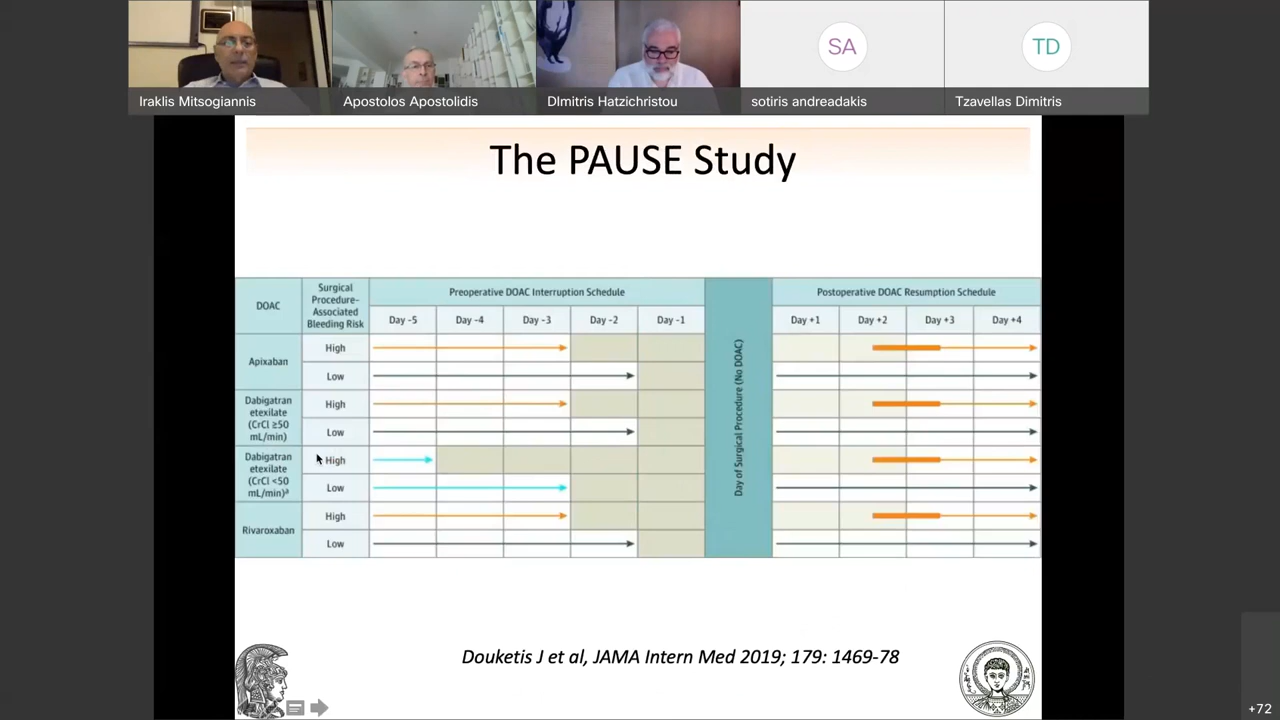 SA
TD
Iraklis Mitsogiannis
Apostolos Apostolidis
DImitris Hatzichristou
sotiris andreadakis
Tzavellas Dimitris
The PAUSE Study
DOAC
Surgical
Procedure-
Associated
Bleeding Risk
Preoperative DOAC Interruption Schedule
Day -5
Day -4
Day -3
Day -2
Day -1
Day of Surgical Procedure (No DOAC)
Postoperative DOAC Resumption Schedule
Day +1
Day +2
Day +3
Day +4
Apixaban
High
Low
Dabigatran
etexilate
(CrCl ≥50
mL/min)
High
Low
Dabigatran
etexilate
(CrCl <50
mL/min)ᵃ
High
Low
Rivaroxaban
High
Low
Douketis J et al, JAMA Intern Med 2019; 179: 1469-78
+72